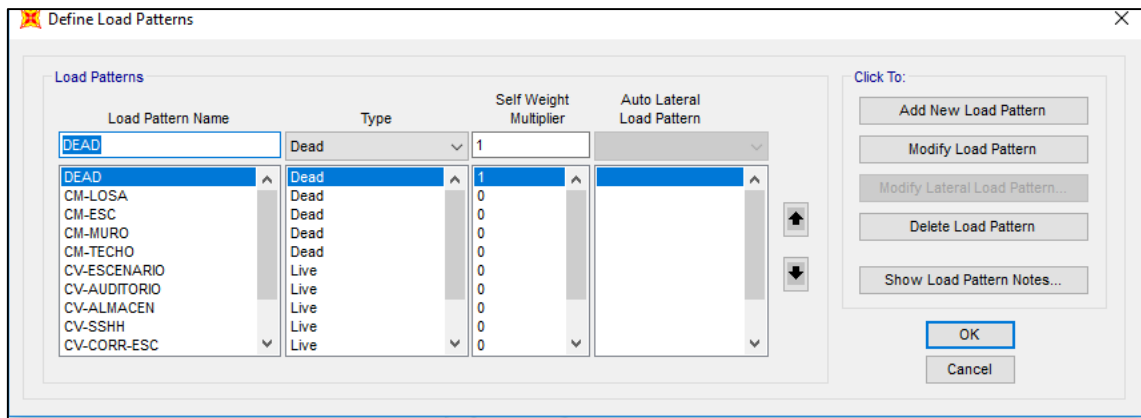 Define Load Patterns
Load Patterns
Click To:
Load Pattern Name Type Self Weight Multiplier Auto Lateral Load Pattern
DEAD Dead 1
DEAD Dead 1
CM-LOSA Dead 0
CM-ESC Dead 0
CM-MURO Dead 0
CM-TECHO Dead 0
CV-ESCENARIO Live 0
CV-AUDITORIO Live 0
CV-ALMACEN Live 0
CV-SSHH Live 0
CV-CORR-ESC Live 0
Add New Load Pattern
Modify Load Pattern
Modify Lateral Load Pattern...
Delete Load Pattern
Show Load Pattern Notes...
OK
Cancel